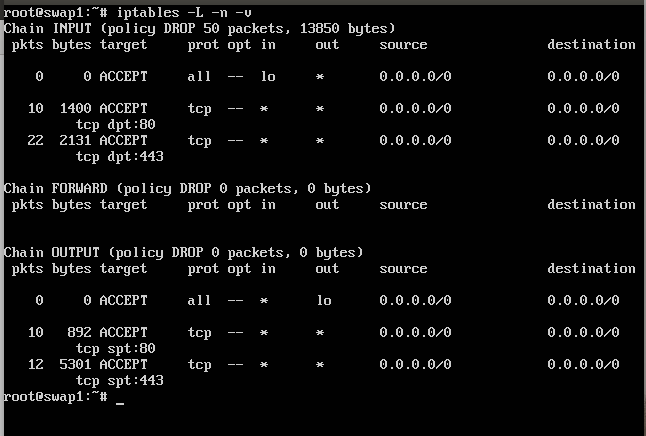 root@swap1:~# iptables -L -n -v
Chain INPUT (policy DROP 50 packets, 13850 bytes)
 pkts bytes target     prot opt in     out     source               destination
    0     0 ACCEPT     all  --  lo     *       0.0.0.0/0            0.0.0.0/0
   10  1400 ACCEPT     tcp  --  *      *       0.0.0.0/0            0.0.0.0/0
         tcp dpt:80
   22  2131 ACCEPT     tcp  --  *      *       0.0.0.0/0            0.0.0.0/0
         tcp dpt:443
Chain FORWARD (policy DROP 0 packets, 0 bytes)
 pkts bytes target     prot opt in     out     source               destination
Chain OUTPUT (policy DROP 0 packets, 0 bytes)
 pkts bytes target     prot opt in     out     source               destination
    0     0 ACCEPT     all  --  *      lo      0.0.0.0/0            0.0.0.0/0
   10   892 ACCEPT     tcp  --  *      *       0.0.0.0/0            0.0.0.0/0
         tcp spt:80
   12  5301 ACCEPT     tcp  --  *      *       0.0.0.0/0            0.0.0.0/0
         tcp spt:443
root@swap1:~# _